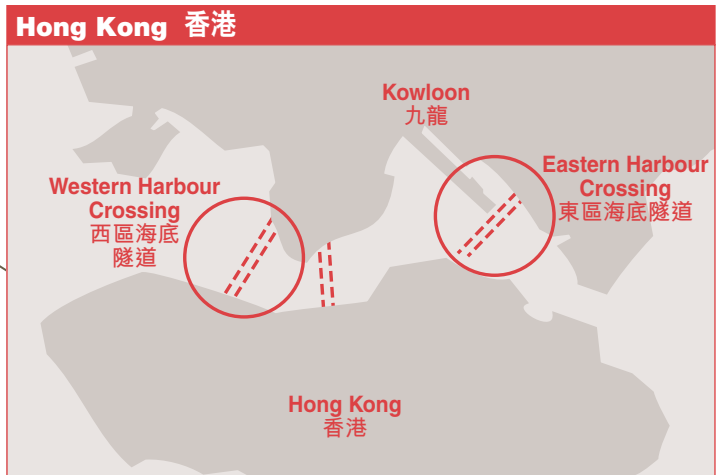 Hong Kong 香港
Kowloon
九龍
Western Harbour
Crossing
西區海底
隧道
Eastern Harbour
Crossing
東區海底隧道
Hong Kong
香港